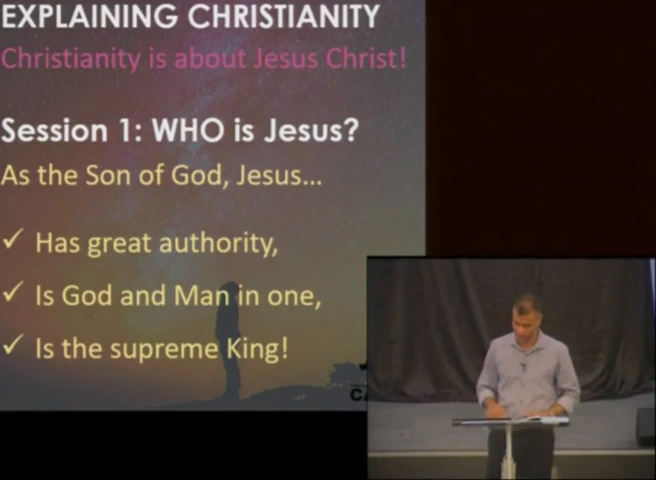 EXPLAINING CHRISTIANITY
Christianity is about Jesus Christ!
Session 1: WHO is Jesus?
As the Son of God, Jesus...
✓ Has great authority,
✓ Is God and Man in one,
✓ Is the supreme King!